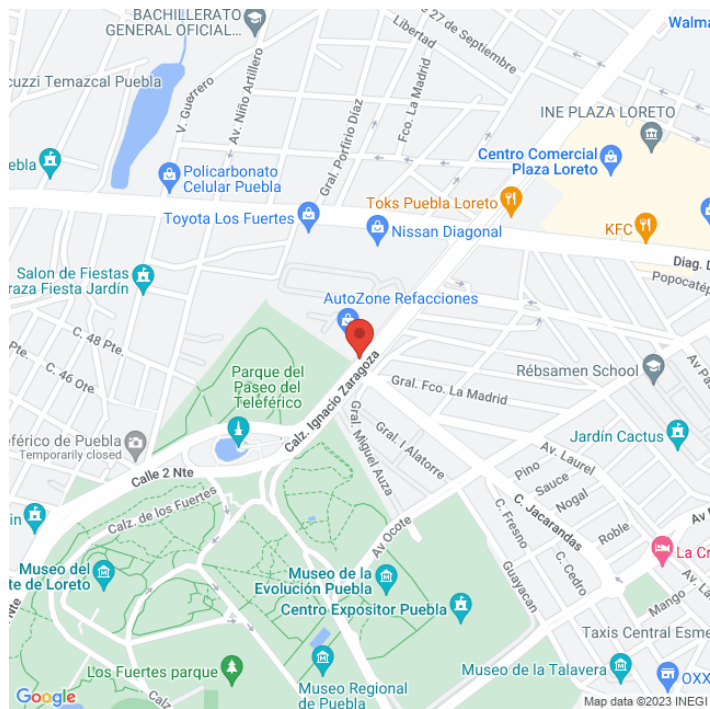 BACHILLERATO
GENERAL OFICIAL...
27 de Septiembre
Libertad
Walma
cuzzi Temazcal Puebla
V. Guerrero
Av. Niño Artillero
Gral. Porfirio Díaz
Fco. La Madrid
INE PLAZA LORETO
Centro Comercial
Plaza Loreto
ebla
Policarbonato
Celular Puebla
Toks Puebla Loreto
Toyota Los Fuertes
Nissan Diagonal
KFC
Diag. D
Popocatép
Salon de Fiestas
raza Fiesta Jardín
AutoZone Refacciones
C. 48 Pte.
C. 46 Ote.
Parque del
Paseo del
Teleférico
Calz. Ignacio Zaragoza
Gral. Fco. La Madrid
Rébsamen School
Av Pas
Gral. Miguel Auza
Gral. I Alatorre
Jardín Cactus
eférico de Puebla
Temporarily closed
Calle 2 Nte
Av. Laurel
Pino
Sauce
Nogal
Roble
C. Jacarandas
C. Fresno
C. Cedro
Guayacan
Calz. de los Fuertes
Av Ocote
in
Nte
La Cr
Av. La
Mango
Museo del
te de Loreto
Museo de la
Evolución Puebla
Centro Expositor Puebla
Taxis Central Esme
Los Fuertes parque
Calz
Museo Regional
de Puebla
Museo de la Talavera
OXX
Google
Map data ©2023 INEGI